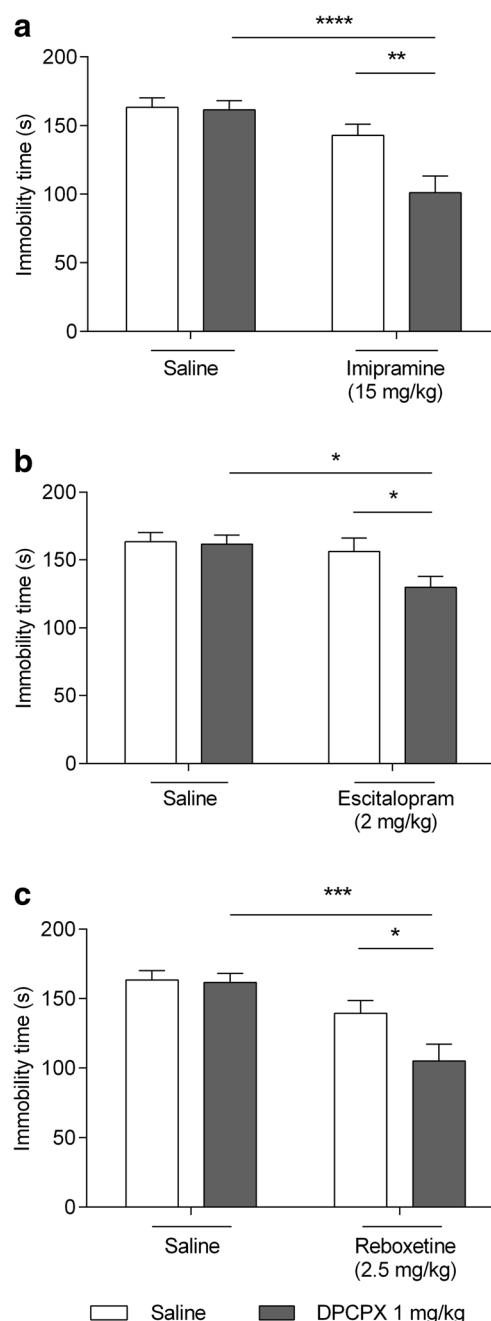 a
****
**
200
150
100
50
0
Immobility time (s)
Saline
Imipramine
(15 mg/kg)
b
*
*
200
150
100
50
0
Immobility time (s)
Saline
Escitalopram
(2 mg/kg)
c
***
*
200
150
100
50
0
Immobility time (s)
Saline
Reboxetine
(2.5 mg/kg)
Saline
DPCPX 1 mg/kg